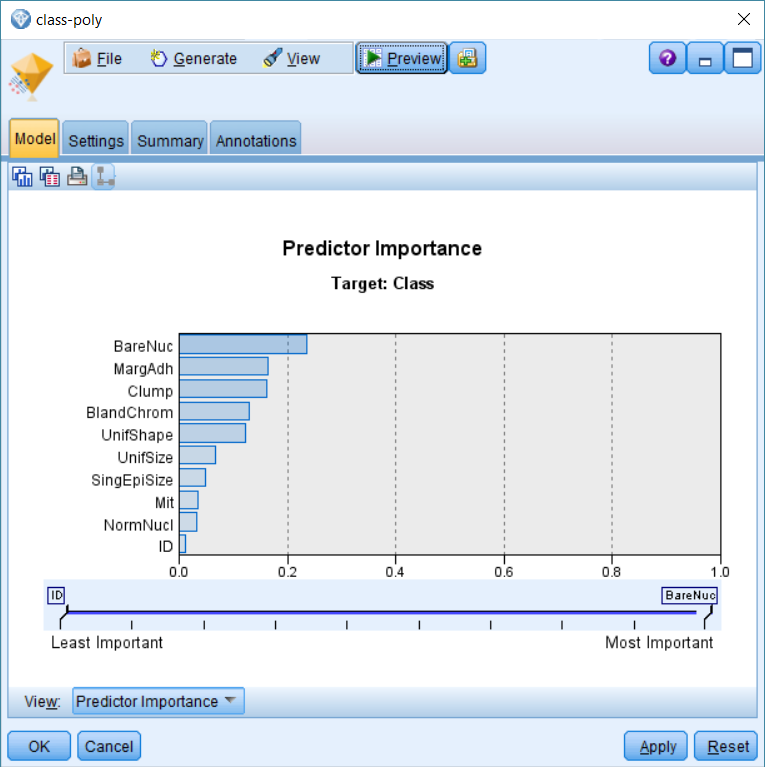 class-poly
File Generate View Preview
Model Settings Summary Annotations
Predictor Importance
Target: Class
BareNuc
MargAdh
Clump
BlandChrom
UnifShape
UnifSize
SingEpiSize
Mit
NormNucl
ID
0.0 0.2 0.4 0.6 0.8 1.0
ID BareNuc
Least Important Most Important
View: Predictor Importance
OK Cancel Apply Reset